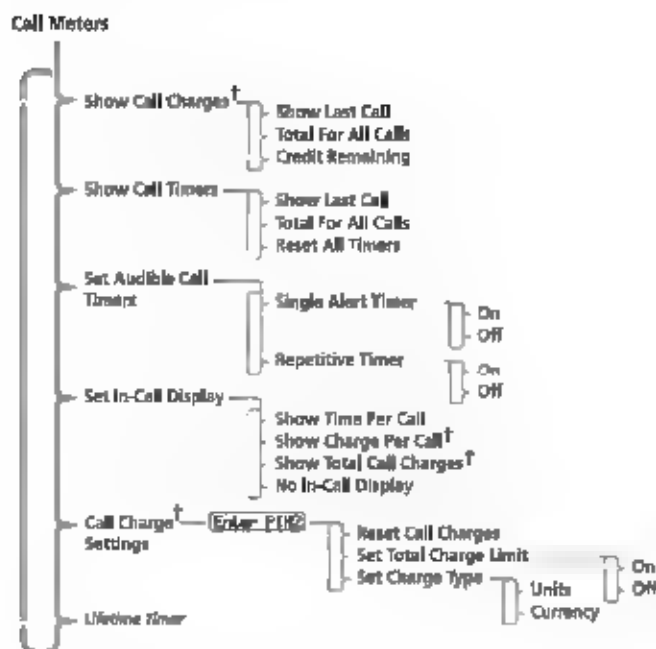 Call Meters
Show Call Charges†
Show Last Call
Total For All Calls
Credit Remaining
Show Call Timers
Show Last Call
Total For All Calls
Reset All Timers
Set Audible Call
Timers
Single Alert Timer
On
Off
Repetitive Timer
On
Off
Set In-Call Display
Show Time Per Call
Show Charge Per Call†
Show Total Call Charges†
No In-Call Display
Call Charge†
Settings
Enter PIN2
Reset Call Charges
Set Total Charge Limit
On
Off
Set Charge Type
Units
Currency
Lifetime Timer